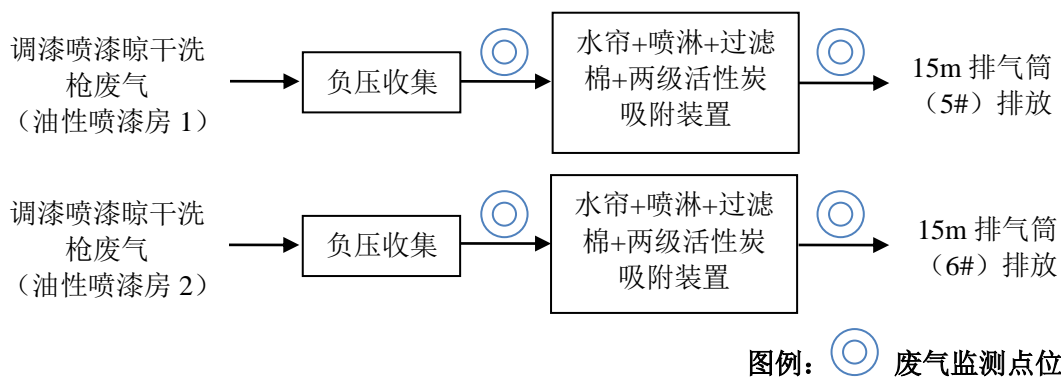 调漆喷漆晾干洗
枪废气
（油性喷漆房 1）
负压收集
水帘+喷淋+过滤
棉+两级活性炭
吸附装置
15m 排气筒
（5#）排放
调漆喷漆晾干洗
枪废气
（油性喷漆房 2）
负压收集
水帘+喷淋+过滤
棉+两级活性炭
吸附装置
15m 排气筒
（6#）排放
图例： 废气监测点位